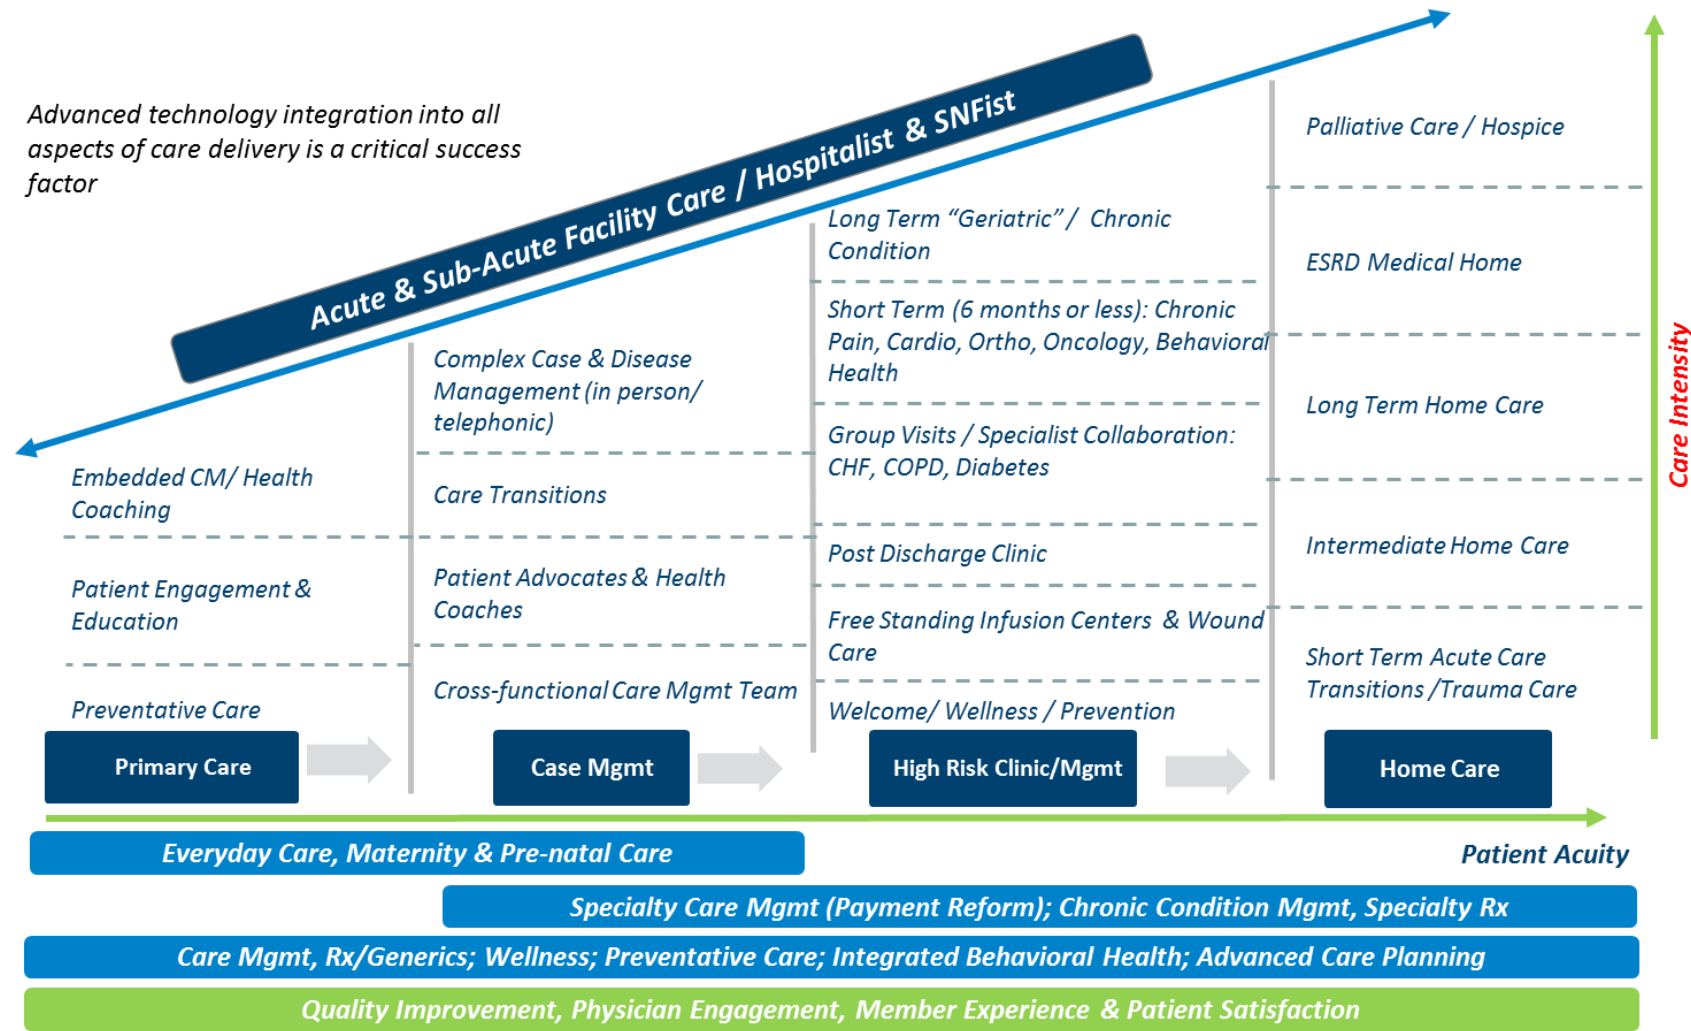 Advanced technology integration into all
aspects of care delivery is a critical success
factor
Acute & Sub-Acute Facility Care / Hospitalist & SNFist
Embedded CM/ Health
Coaching
Patient Engagement &
Education
Preventative Care
Primary Care
Complex Case & Disease
Management (in person/
telephonic)
Care Transitions
Patient Advocates & Health
Coaches
Cross-functional Care Mgmt Team
Case Mgmt
Long Term “Geriatric” / Chronic
Condition
Short Term (6 months or less): Chronic
Pain, Cardio, Ortho, Oncology, Behavioral
Health
Group Visits / Specialist Collaboration:
CHF, COPD, Diabetes
Post Discharge Clinic
Free Standing Infusion Centers & Wound
Care
Welcome/ Wellness / Prevention
High Risk Clinic/Mgmt
Palliative Care / Hospice
ESRD Medical Home
Long Term Home Care
Intermediate Home Care
Short Term Acute Care
Transitions /Trauma Care
Home Care
Care Intensity
Patient Acuity
Everyday Care, Maternity & Pre-natal Care
Specialty Care Mgmt (Payment Reform); Chronic Condition Mgmt, Specialty Rx
Care Mgmt, Rx/Generics; Wellness; Preventative Care; Integrated Behavioral Health; Advanced Care Planning
Quality Improvement, Physician Engagement, Member Experience & Patient Satisfaction